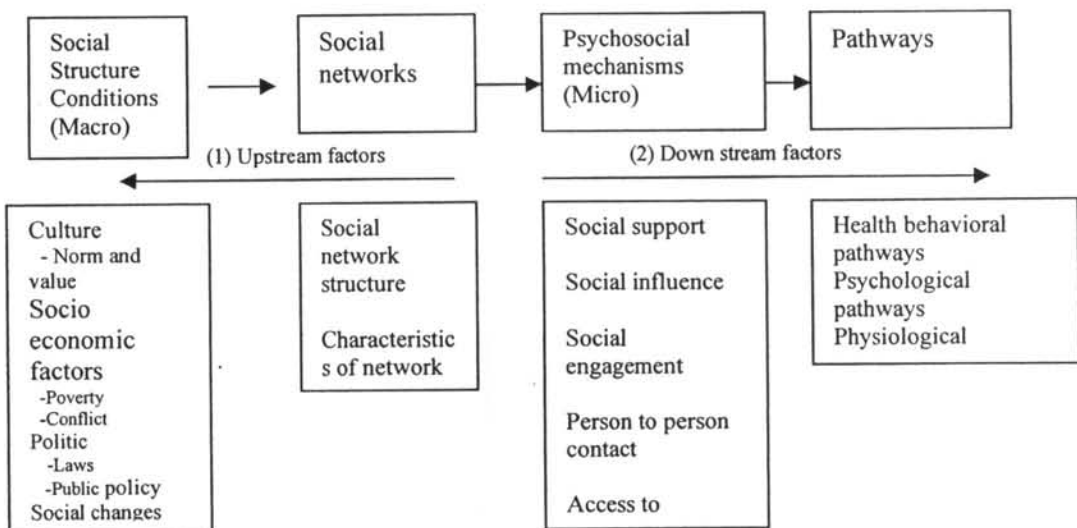 Social
Structure
Conditions
(Macro)
Social
networks
Psychosocial
mechanisms
(Micro)
Pathways
(1) Upstream factors
(2) Down stream factors
Culture
- Norm and
value
Socio
economic
factors
-Poverty
-Conflict
Politic
-Laws
-Public policy
Social changes
Social
network
structure
Characteristic
s of network
Social support
Social influence
Social
engagement
Person to person
contact
Access to
Health behavioral
pathways
Psychological
pathways
Physiological